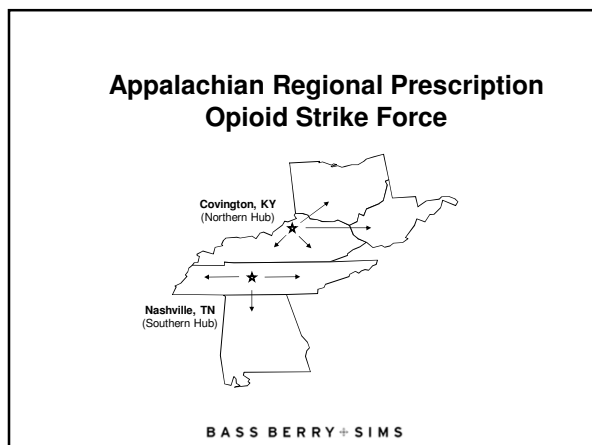 Appalachian Regional Prescription
Opioid Strike Force
Covington, KY
(Northern Hub)
Nashville, TN
(Southern Hub)
BASS BERRY + SIMS